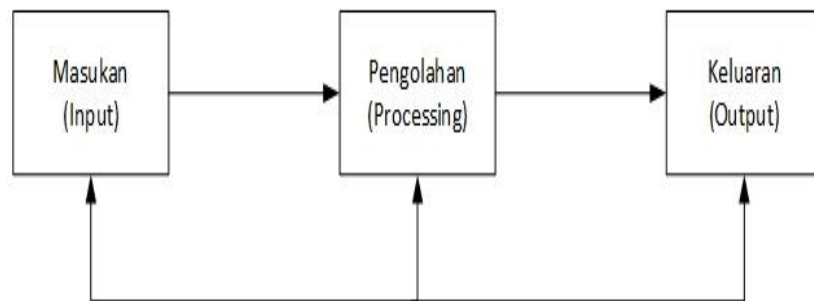 Masukan
(Input)
Pengolahan
(Processing)
Keluaran
(Output)